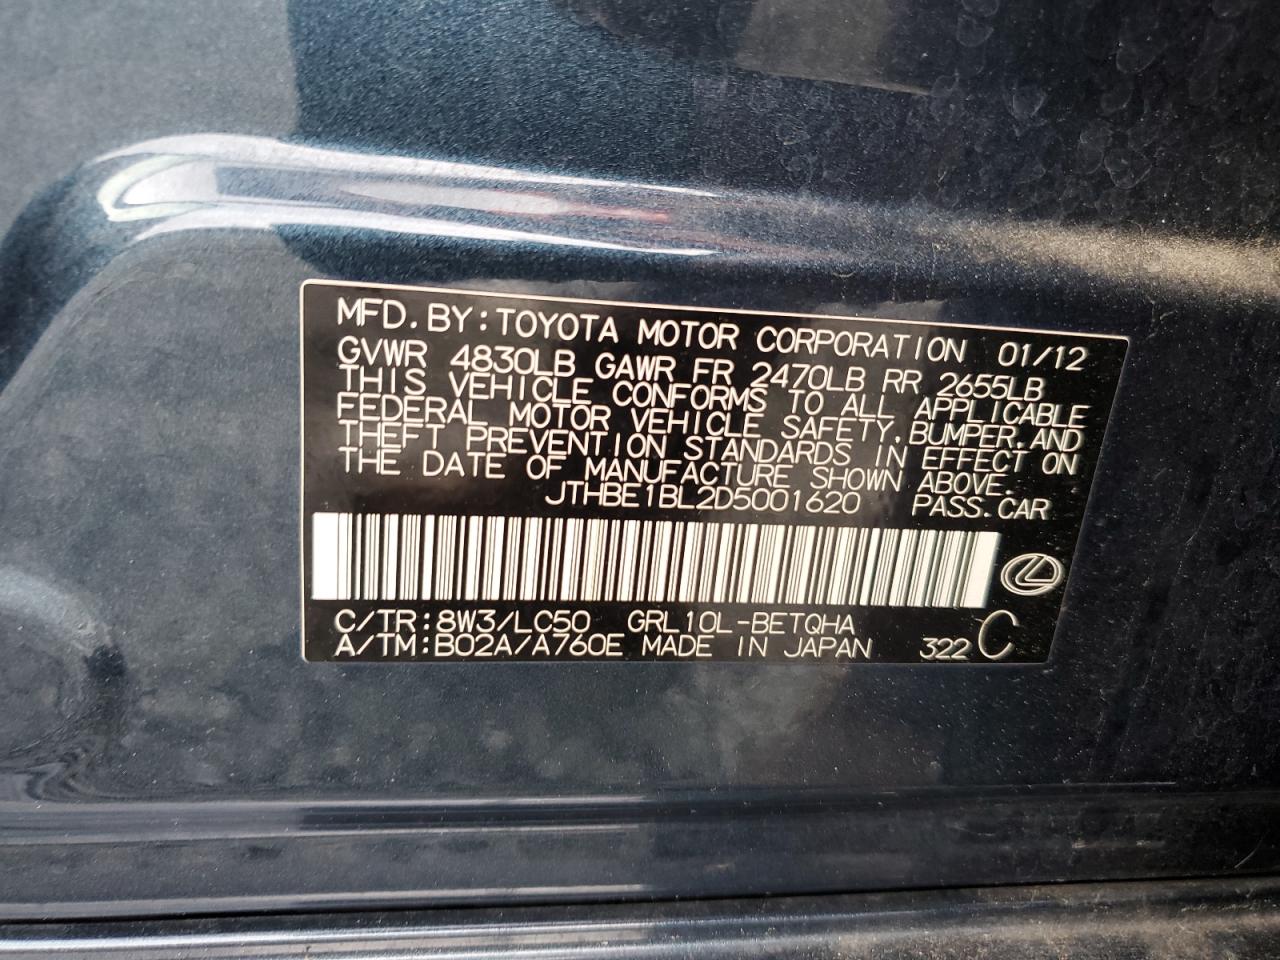 MFD. BY: TOYOTA MOTOR CORPORATION 01/12
GVWR 4830LB GAWR FR 2470LB RR 2655LB
THIS VEHICLE CONFORMS TO ALL APPLICABLE
FEDERAL MOTOR VEHICLE SAFETY, BUMPER, AND
THEFT PREVENTION STANDARDS IN EFFECT ON
THE DATE OF MANUFACTURE SHOWN ABOVE.
JTHBE1BL2D5001620 PASS. CAR
C/TR: 8W3/LC50 GRL10L-BETQHA
A/TM: B02A/A760E MADE IN JAPAN 322 C